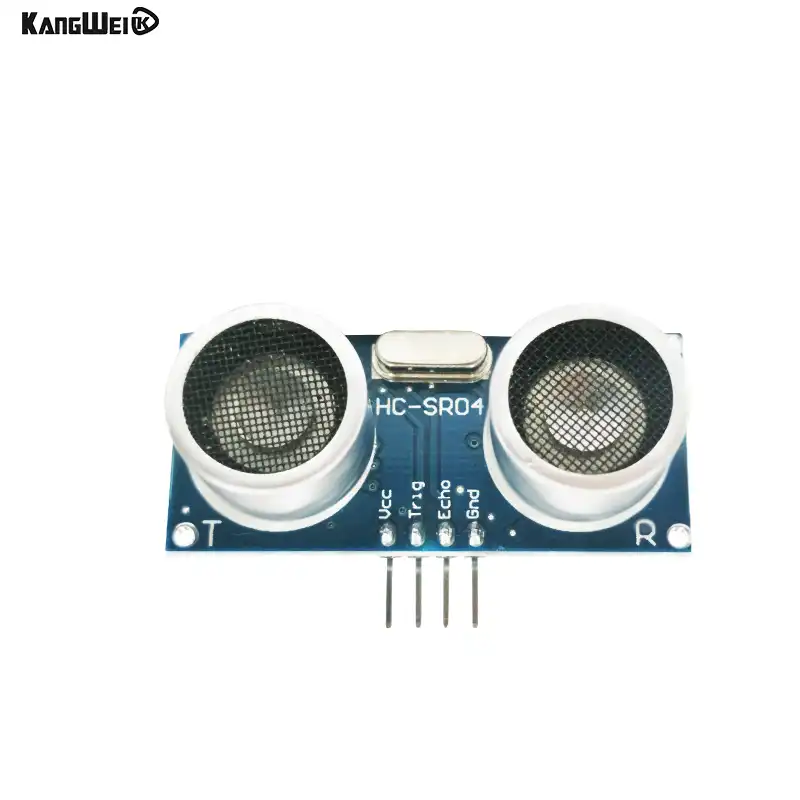 KANGWEI K
HC-SR04
Vcc
Trig
Echo
Gnd
T
R